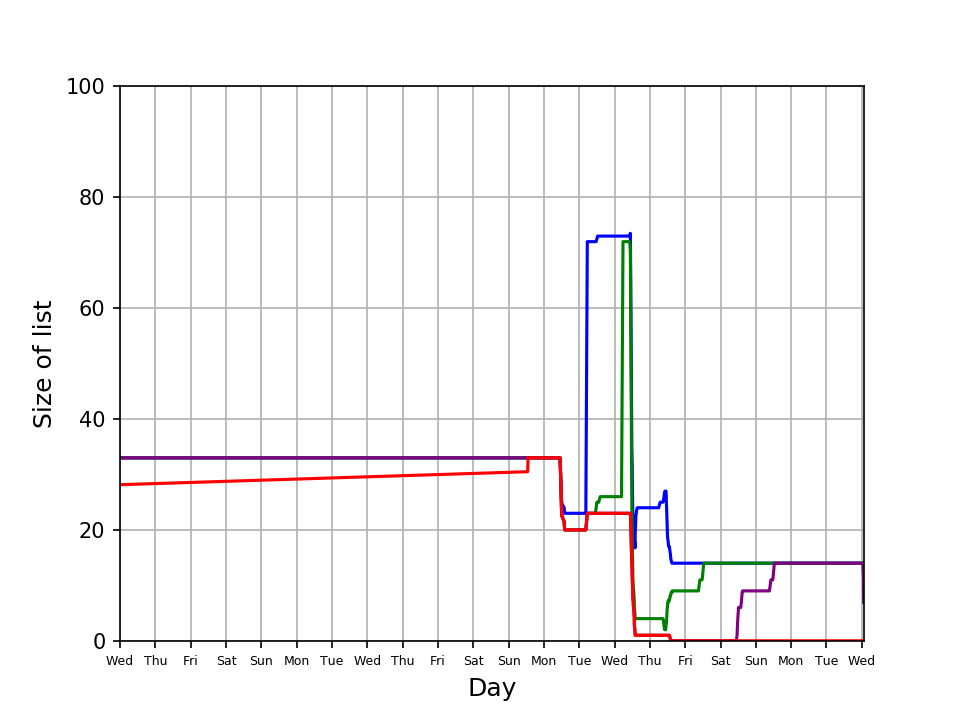 100
80
60
40
20
0
Size of list
Wed Thu Fri Sat Sun Mon Tue Wed Thu Fri Sat Sun Mon Tue Wed Thu Fri Sat Sun Mon Tue Wed
Day